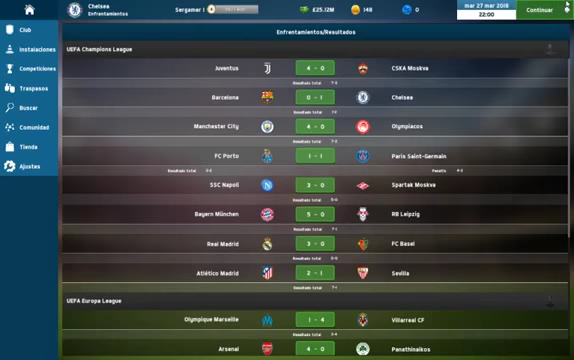 Chelsea
Enfrentamientos
Sergamer I
£25.12M
148
0
mar 27 mar 2018
22:00
Continuar
Club
Instalaciones
Competiciones
Traspasos
Buscar
Comunidad
Tienda
Ajustes
Enfrentamientos/Resultados
UEFA Champions League
Juventus 4 - 0 CSKA Moskva
Resultado total
Barcelona 0 - 1 Chelsea
Resultado total
Manchester City 4 - 0 Olympiacos
Resultado total
FC Porto 1 - 1 Paris Saint-Germain
Resultado total
SSC Napoli 3 - 0 Spartak Moskva
Resultado total
Bayern München 5 - 0 RB Leipzig
Resultado total
Real Madrid 3 - 0 FC Basel
Resultado total
Atlético Madrid 2 - 1 Sevilla
Resultado total
UEFA Europa League
Olympique Marseille 1 - 4 Villarreal CF
Resultado total
Arsenal 4 - 0 Panathinaikos